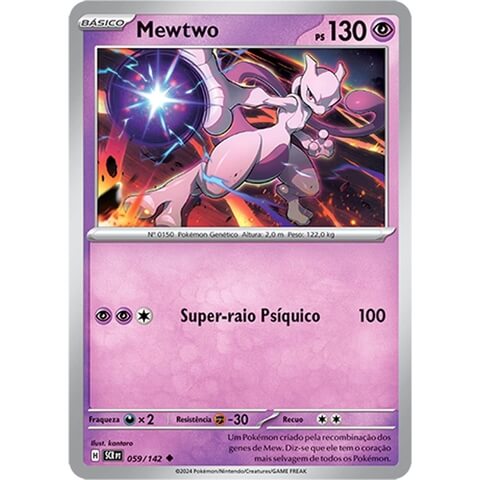 BÁSICO
Mewtwo PS 130
Nº 0150 Pokémon Genético Altura: 2,0 m Peso: 122,0 kg
Super-raio Psíquico 100
Fraqueza ×2 Resistência -30 Recuo
Ilust. kantaro
Um Pokémon criado pela recombinação dos
genes de Mew. Diz-se que ele tem o coração
mais selvagem de todos os Pokémon.
H SCR PT 059/142
©2024 Pokémon/Nintendo/Creatures/GAME FREAK